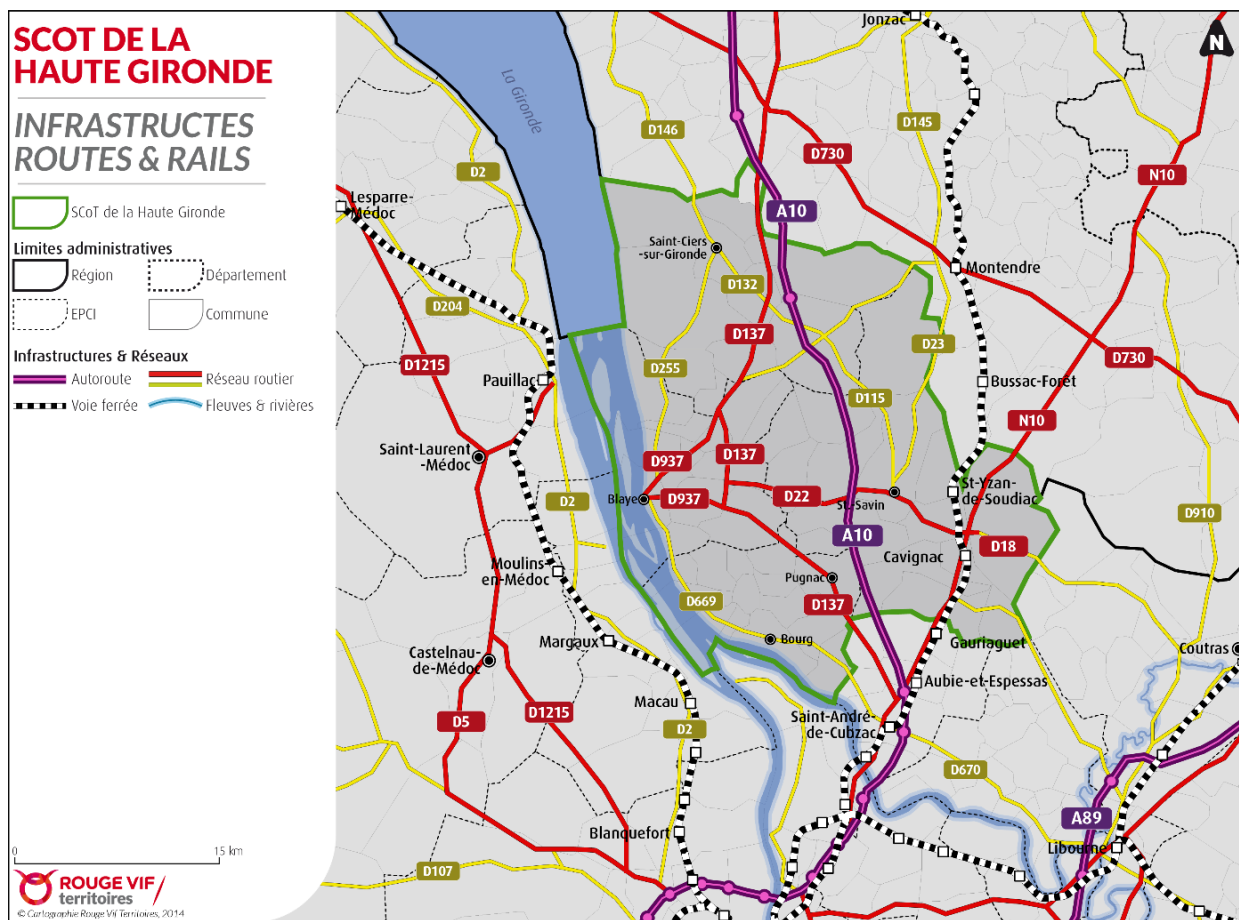 SCOT DE LA
HAUTE GIRONDE
INFRASTRUCTES
ROUTES & RAILS
SCoT de la Haute Gironde
Limites administratives
Région
Département
EPCI
Commune
Infrastructures & Réseaux
Autoroute
Réseau routier
Voie ferrée
Fleuves & rivières
0
15 km
ROUGE VIF/
territoires
© Cartographie Rouge Vif Territoires, 2014
N
Jonzac
La Gironde
D146
D145
D730
D2
N10
Lesparre-
Médoc
A10
Saint-Ciers
-sur-Gironde
Montendre
D132
D204
D137
D23
D1215
D730
D255
Pauillac
Bussac-Forêt
D115
N10
Saint-Laurent
-Médoc
D937
D137
Blaye
D937
D22
St-Savin
St-Yzan-
de-Soudiac
D2
D910
A10
D18
Cavignac
Moulins-
en-Médoc
Pugnac
D669
D137
Margaux
Bourg
Gauriaguet
Castelnau-
de-Médoc
Coutras
Aubie-et-Espessas
Macau
D5
D1215
D2
Saint-André-
de-Cubzac
D670
Blanquefort
A89
Libourne
D107